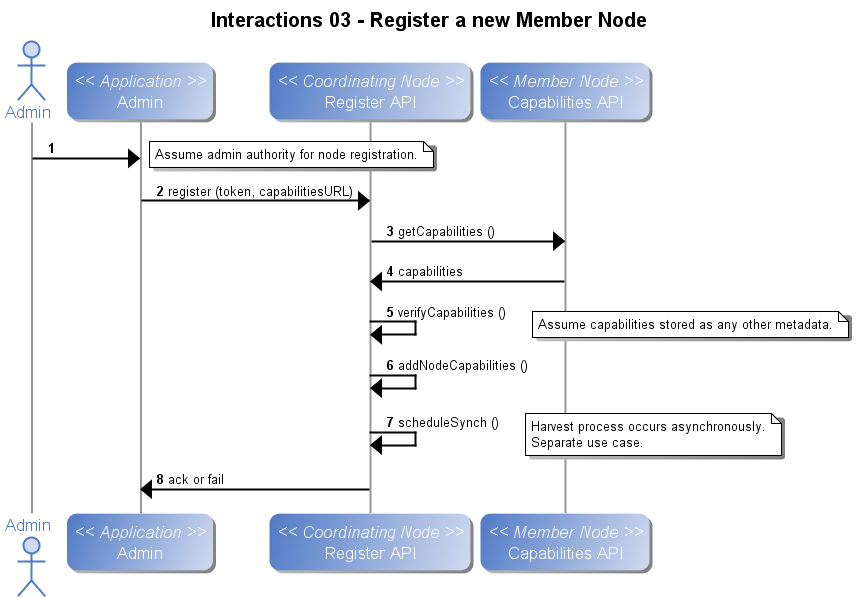 Interactions 03 - Register a new Member Node
Admin
<< Application >>
Admin
<< Coordinating Node >>
Register API
<< Member Node >>
Capabilities API
1
Assume admin authority for node registration.
2 register (token, capabilitiesURL)
3 getCapabilities ()
4 capabilities
5 verifyCapabilities ()
Assume capabilities stored as any other metadata.
6 addNodeCapabilities ()
7 scheduleSynch ()
Harvest process occurs asynchronously.
Separate use case.
8 ack or fail
Admin
<< Application >>
Admin
<< Coordinating Node >>
Register API
<< Member Node >>
Capabilities API